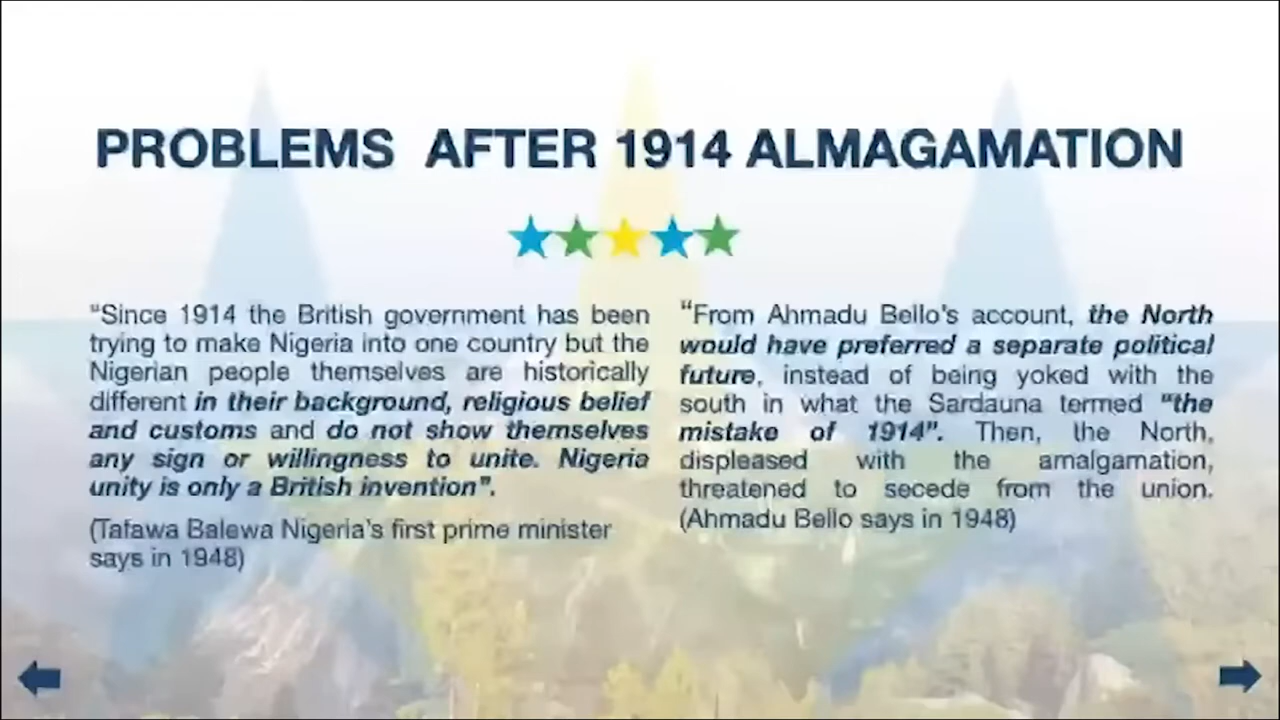 PROBLEMS AFTER 1914 ALMAGAMATION
“Since 1914 the British government has been
trying to make Nigeria into one country but the
Nigerian people themselves are historically
different in their background, religious belief
and customs and do not show themselves
any sign or willingness to unite. Nigeria
unity is only a British invention”.
(Tafawa Balewa Nigeria's first prime minister
says in 1948)
“From Ahmadu Bello's account, the North
would have preferred a separate political
future, instead of being yoked with the
south in what the Sardauna termed “the
mistake of 1914”. Then, the North,
displeased with the amalgamation,
threatened to secede from the union.
(Ahmadu Bello says in 1948)